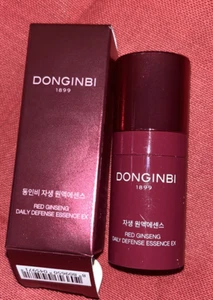 DONGINBI
1899
동인비 자생 원액에센스
RED GINSENG
DAILY DEFENSE ESSENCE EX
DONGINBI
1899
자생 원액에센스
RED GINSENG
DAILY DEFENSE ESSENCE EX